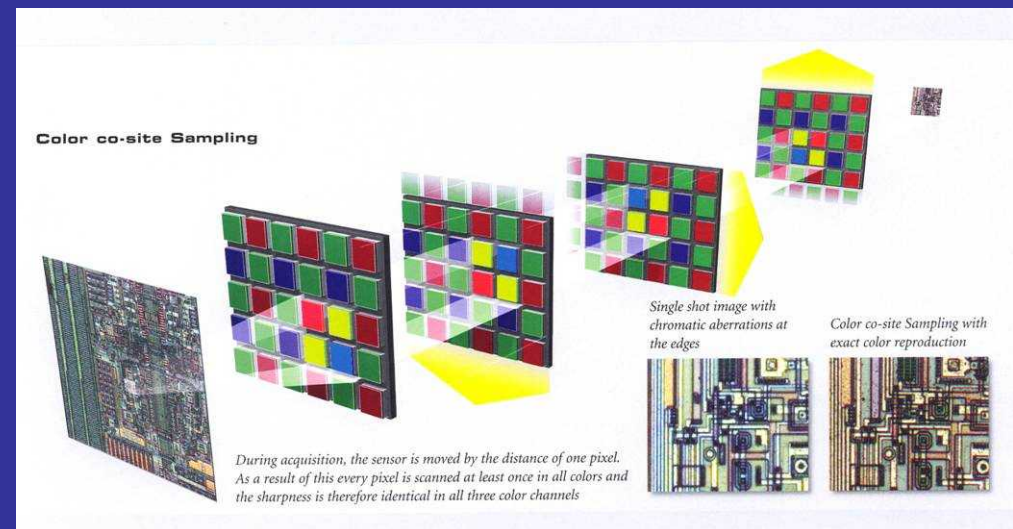 Color co-site Sampling
Single shot image with
chromatic aberrations at
the edges
Color co-site Sampling with
exact color reproduction
During acquisition, the sensor is moved by the distance of one pixel.
As a result of this every pixel is scanned at least once in all colors and
the sharpness is therefore identical in all three color channels